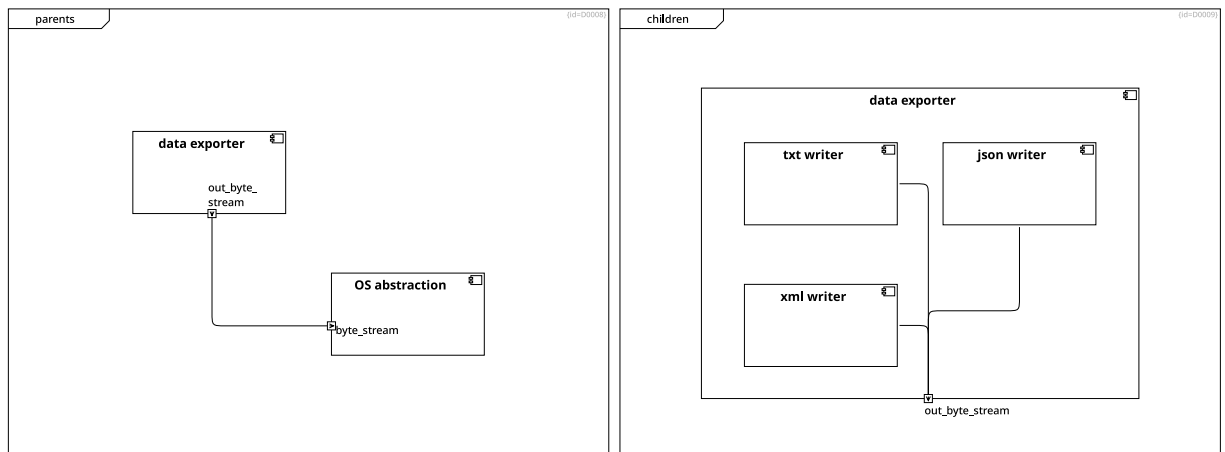 parents
{id=D0008}
data exporter
out_byte_
stream
OS abstraction
byte_stream
children
{id=D0009}
data exporter
txt writer
json writer
xml writer
out_byte_stream